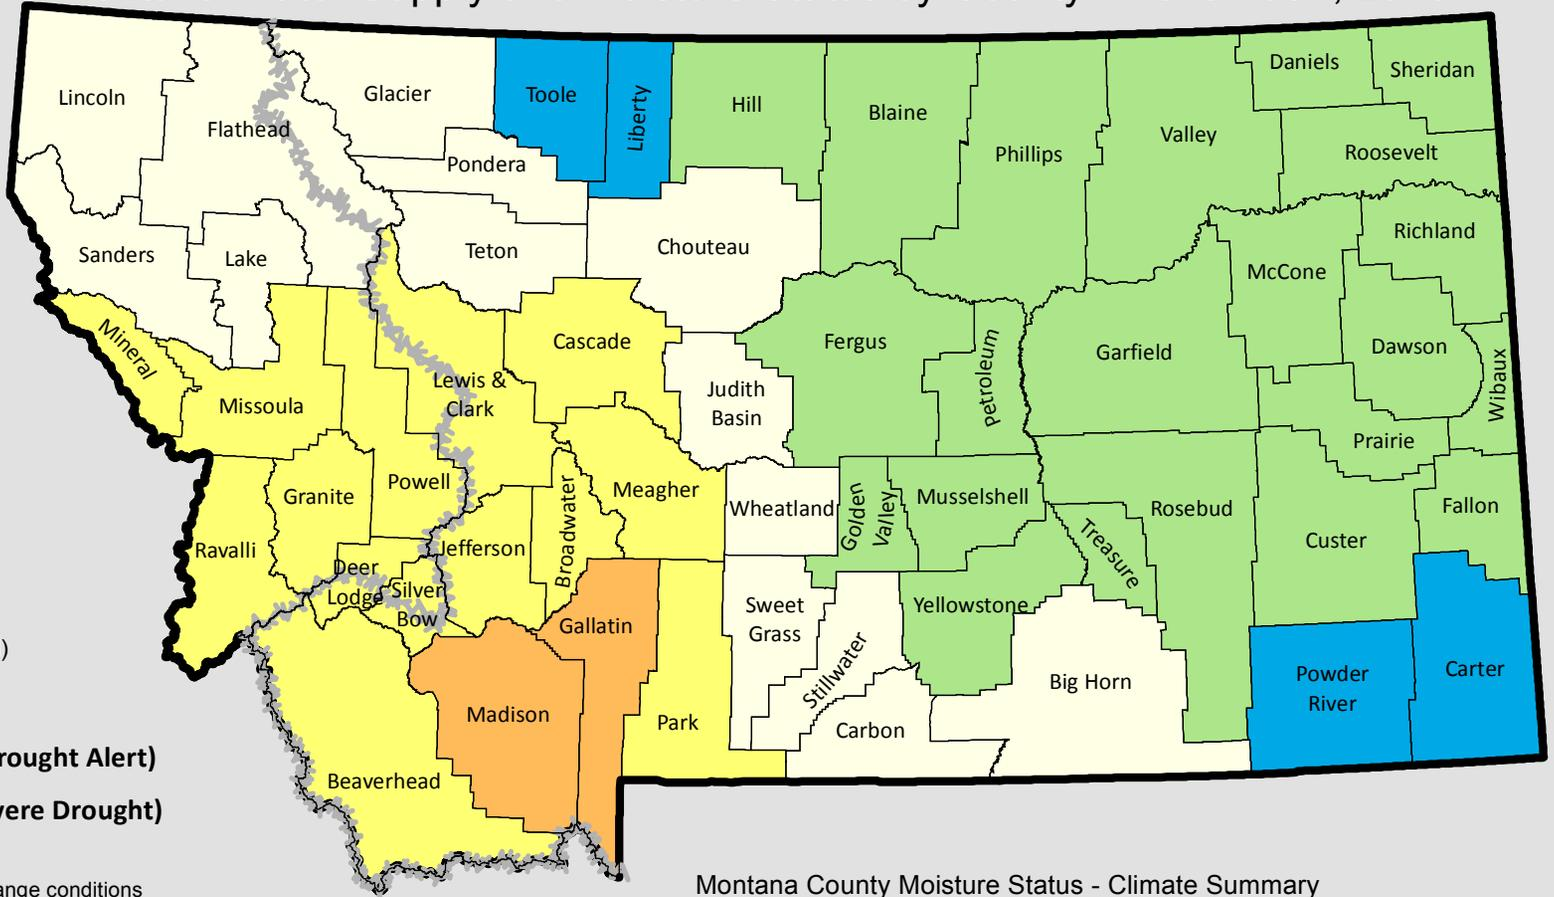 Lincoln
Flathead
Glacier
Toole
Liberty
Hill
Blaine
Phillips
Valley
Daniels
Sheridan
Roosevelt
Pondera
Sanders
Lake
Teton
Chouteau
McCone
Richland
Mineral
Missoula
Lewis &
Clark
Cascade
Judith
Basin
Fergus
Petroleum
Garfield
Dawson
Wibaux
Prairie
Granite
Powell
Meagher
Wheatland
Golden
Valley
Musselshell
Rosebud
Treasure
Custer
Fallon
Ravalli
Deer
Lodge
Silver
Bow
Jefferson
Broadwater
Gallatin
Sweet
Grass
Stillwater
Yellowstone
Big Horn
Powder
River
Carter
Madison
Park
Carbon
Beaverhead
)
rought Alert)
vere Drought)
ange conditions
Montana County Moisture Status - Climate Summary